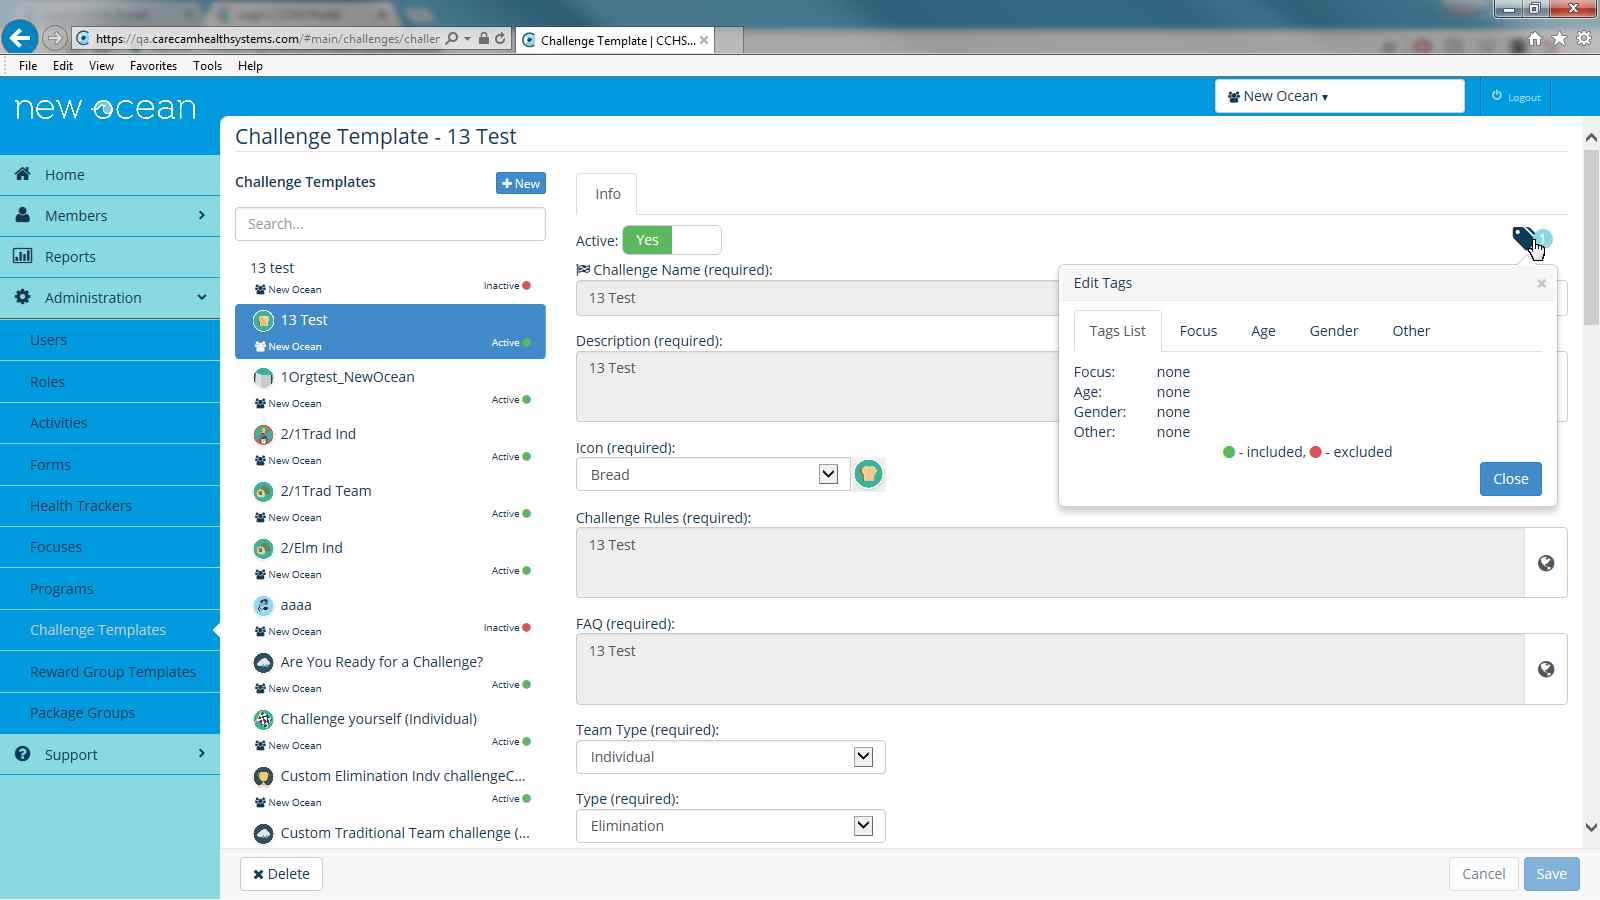 https://qa.carecamhealthsystems.com/#main/challenges/challer
Challenge Template | CCHS...
File Edit View Favorites Tools Help
new ocean
New Ocean
Logout
Home
Members
Reports
Administration
Users
Roles
Activities
Forms
Health Trackers
Focuses
Programs
Challenge Templates
Reward Group Templates
Package Groups
Support
Challenge Template - 13 Test
Challenge Templates
New
Search...
13 test
New Ocean
Inactive
13 Test
New Ocean
Active
1Orgtest_NewOcean
New Ocean
Active
2/1Trad Ind
New Ocean
Active
2/1Trad Team
New Ocean
Active
2/Elm Ind
New Ocean
Active
aaaa
New Ocean
Inactive
Are You Ready for a Challenge?
New Ocean
Active
Challenge yourself (Individual)
New Ocean
Active
Custom Elimination Indv challengeC...
New Ocean
Active
Custom Traditional Team challenge (...
Delete
Info
Active: Yes
1
Challenge Name (required):
13 Test
Description (required):
13 Test
Icon (required):
Bread
Challenge Rules (required):
13 Test
FAQ (required):
13 Test
Team Type (required):
Individual
Type (required):
Elimination
Edit Tags
Tags List Focus Age Gender Other
Focus: none
Age: none
Gender: none
Other: none
- included, - excluded
Close
Cancel
Save